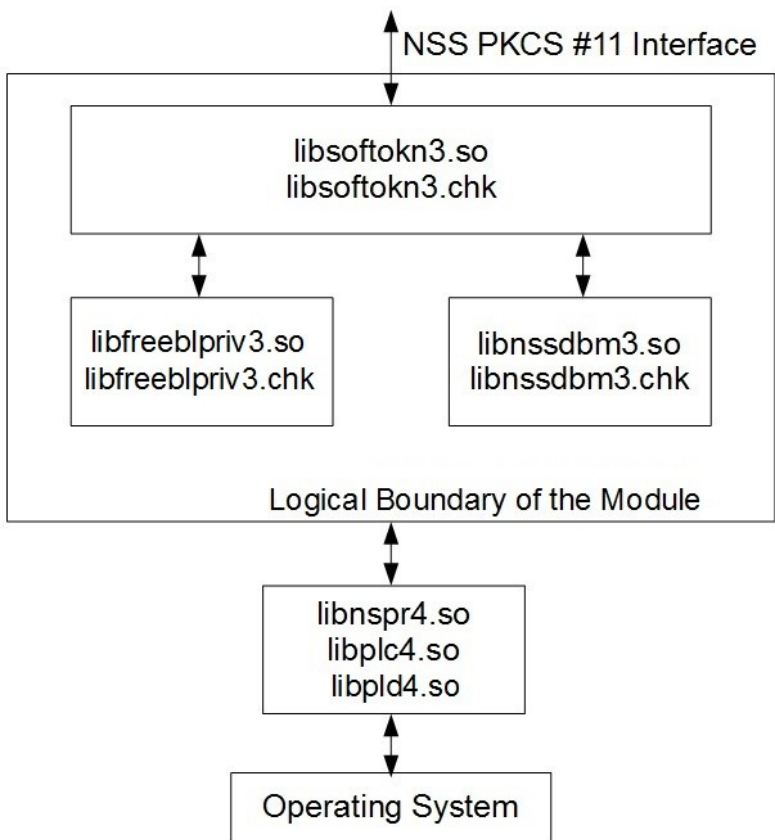 NSS PKCS #11 Interface
libsoftokn3.so
libsoftokn3.chk
libfreeblpriv3.so
libfreeblpriv3.chk
libnssdbm3.so
libnssdbm3.chk
Logical Boundary of the Module
libnspr4.so
libplc4.so
libpld4.so
Operating System